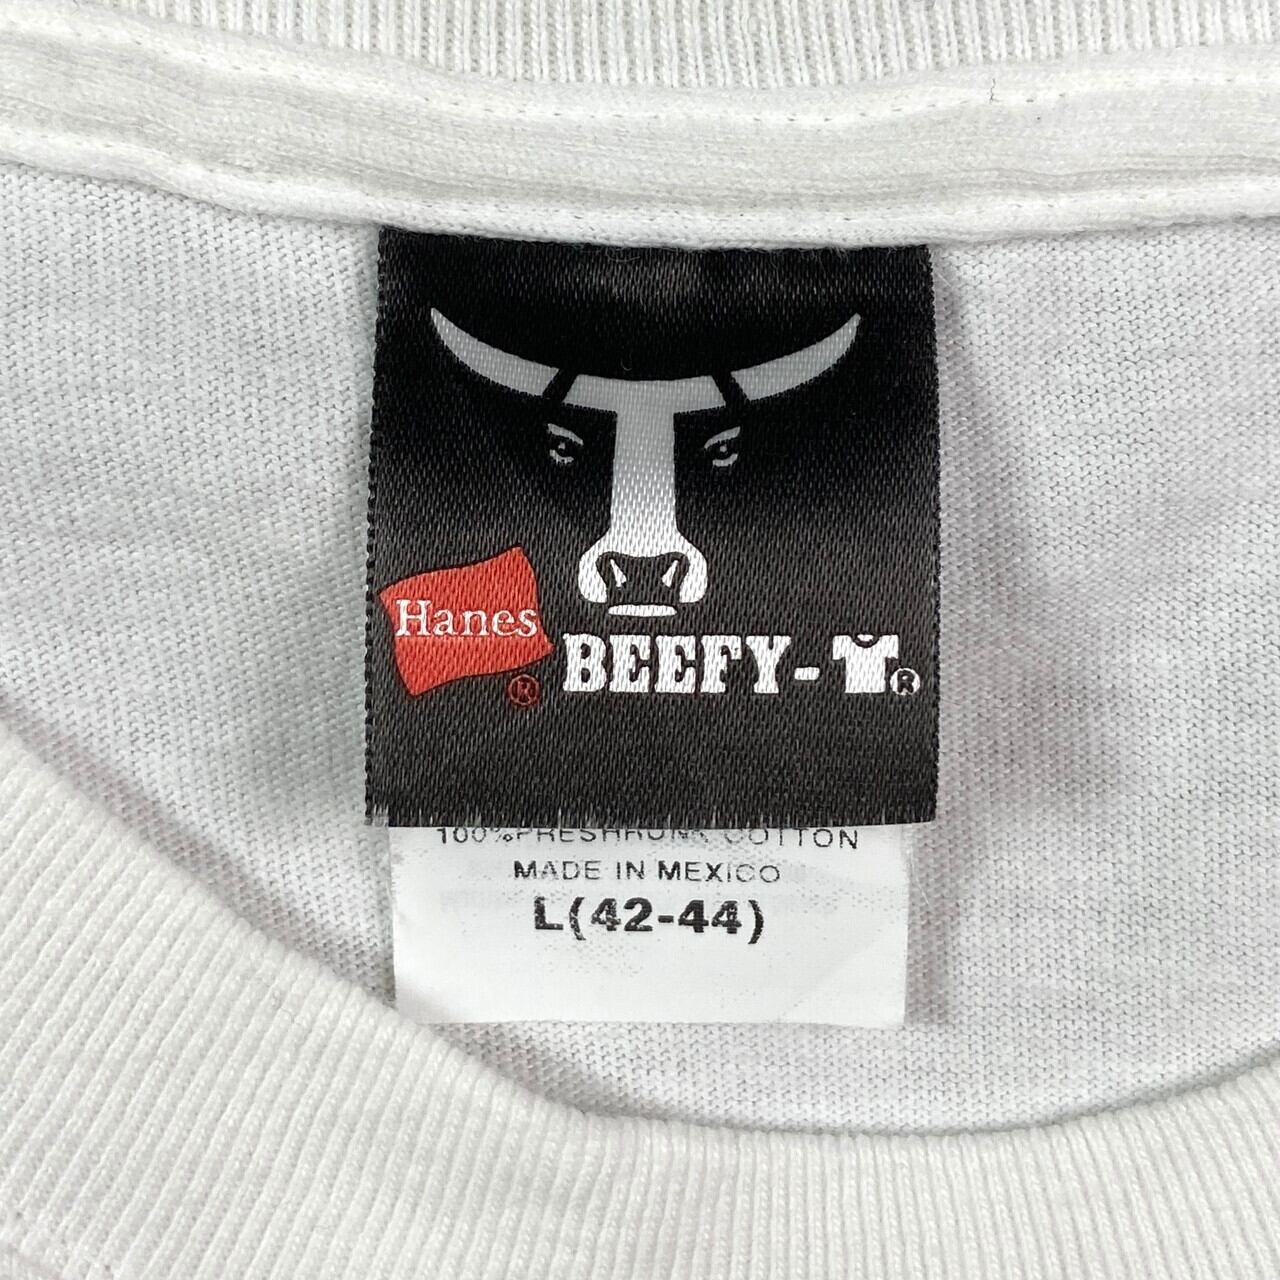 Hanes
® BEEFY-T®
100% PRESHRUNK COTTON
MADE IN MEXICO
L(42-44)